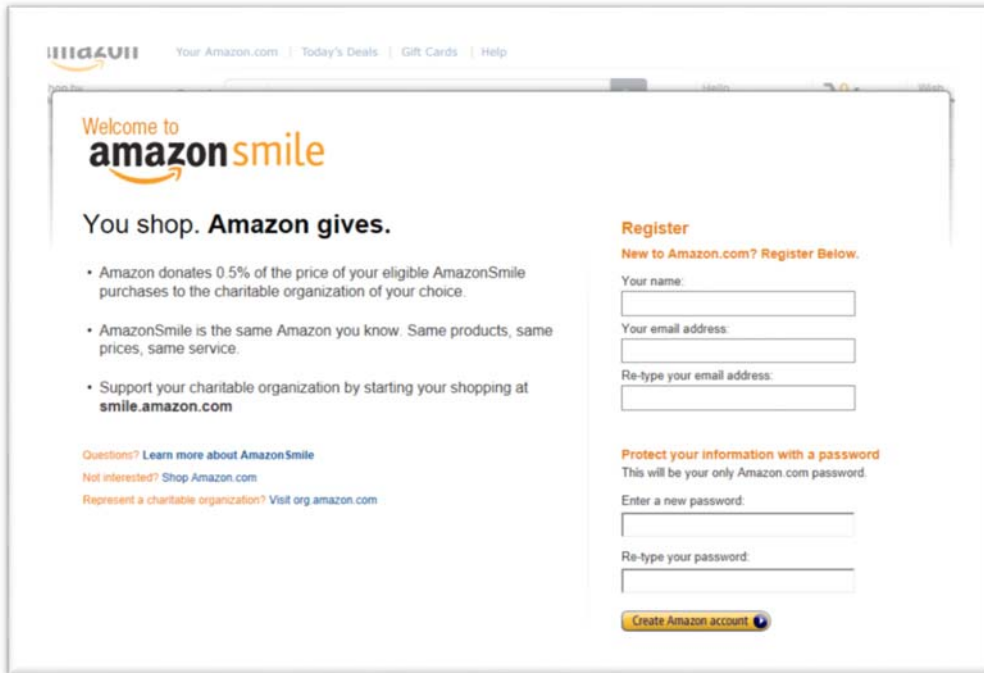 amazon
Your Amazon.com | Today's Deals | Gift Cards | Help
Hello
Wish
Welcome to
amazonsmile
You shop. Amazon gives.
• Amazon donates 0.5% of the price of your eligible AmazonSmile
purchases to the charitable organization of your choice.
• AmazonSmile is the same Amazon you know. Same products, same
prices, same service.
• Support your charitable organization by starting your shopping at
smile.amazon.com
Questions? Learn more about AmazonSmile
Not interested? Shop Amazon.com
Represent a charitable organization? Visit org.amazon.com
Register
New to Amazon.com? Register Below.
Your name:
Your email address:
Re-type your email address:
Protect your information with a password
This will be your only Amazon.com password.
Enter a new password:
Re-type your password:
Create Amazon account